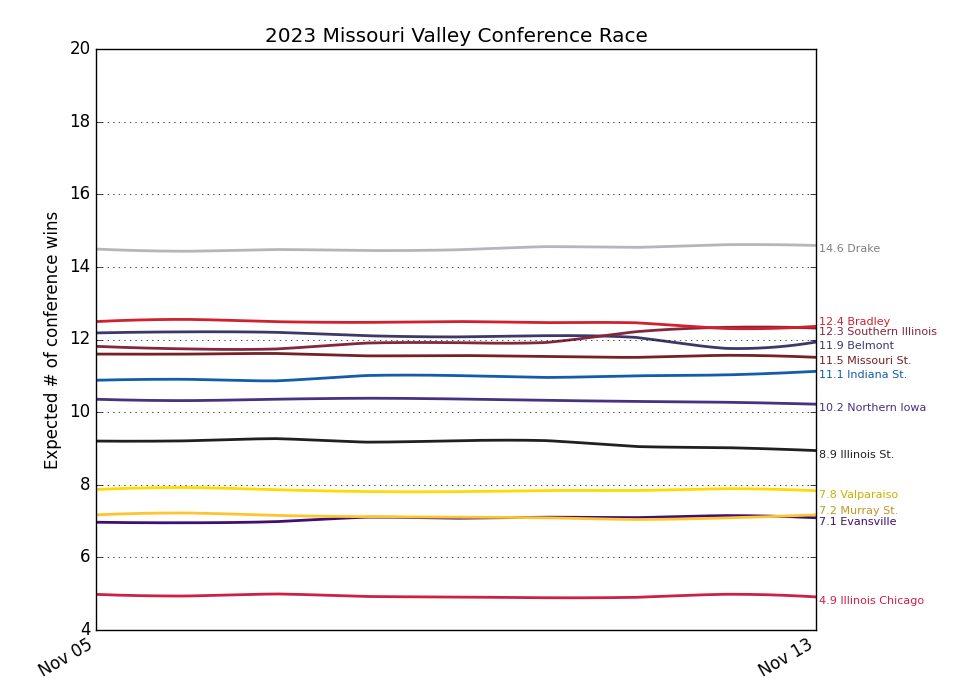 2023 Missouri Valley Conference Race
Expected # of conference wins
20
18
16
14
12
10
8
6
4
Nov 05
Nov 13
14.6 Drake
12.4 Bradley
12.3 Southern Illinois
11.9 Belmont
11.5 Missouri St.
11.1 Indiana St.
10.2 Northern Iowa
8.9 Illinois St.
7.8 Valparaiso
7.2 Murray St.
7.1 Evansville
4.9 Illinois Chicago